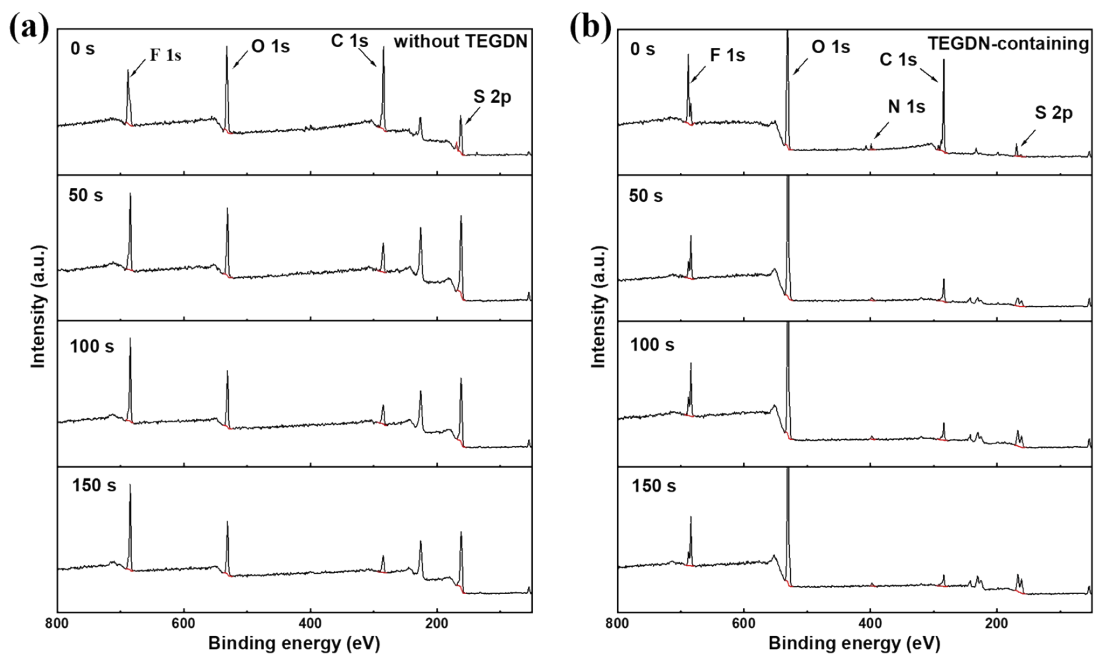 (a)
0 s
F 1s
O 1s
C 1s
without TEGDN
S 2p
50 s
100 s
150 s
Intensity (a.u.)
800
600
400
200
Binding energy (eV)
(b)
0 s
F 1s
O 1s
N 1s
C 1s
TEGDN-containing
S 2p
50 s
100 s
150 s
Intensity (a.u.)
800
600
400
200
Binding energy (eV)